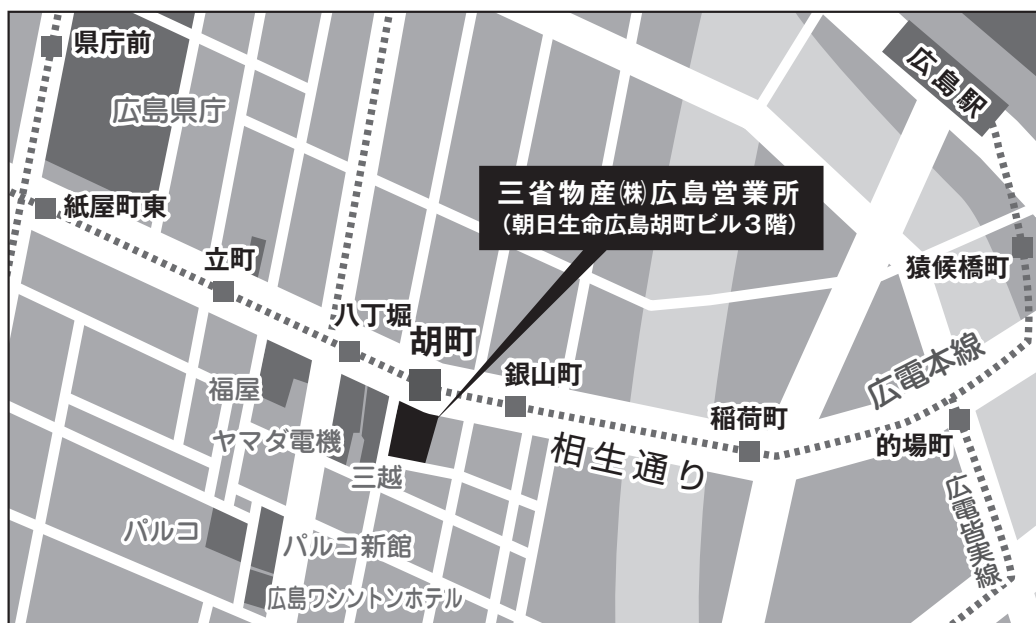 県庁前
広島県庁
広島駅
三省物産㈱広島営業所
（朝日生命広島胡町ビル3階）
紙屋町東
立町
猿候橋町
八丁堀
胡町
銀山町
広電本線
福屋
稲荷町
ヤマダ電機
相生通り
的場町
三越
広電皆実線
パルコ
パルコ新館
広島ワシントンホテル